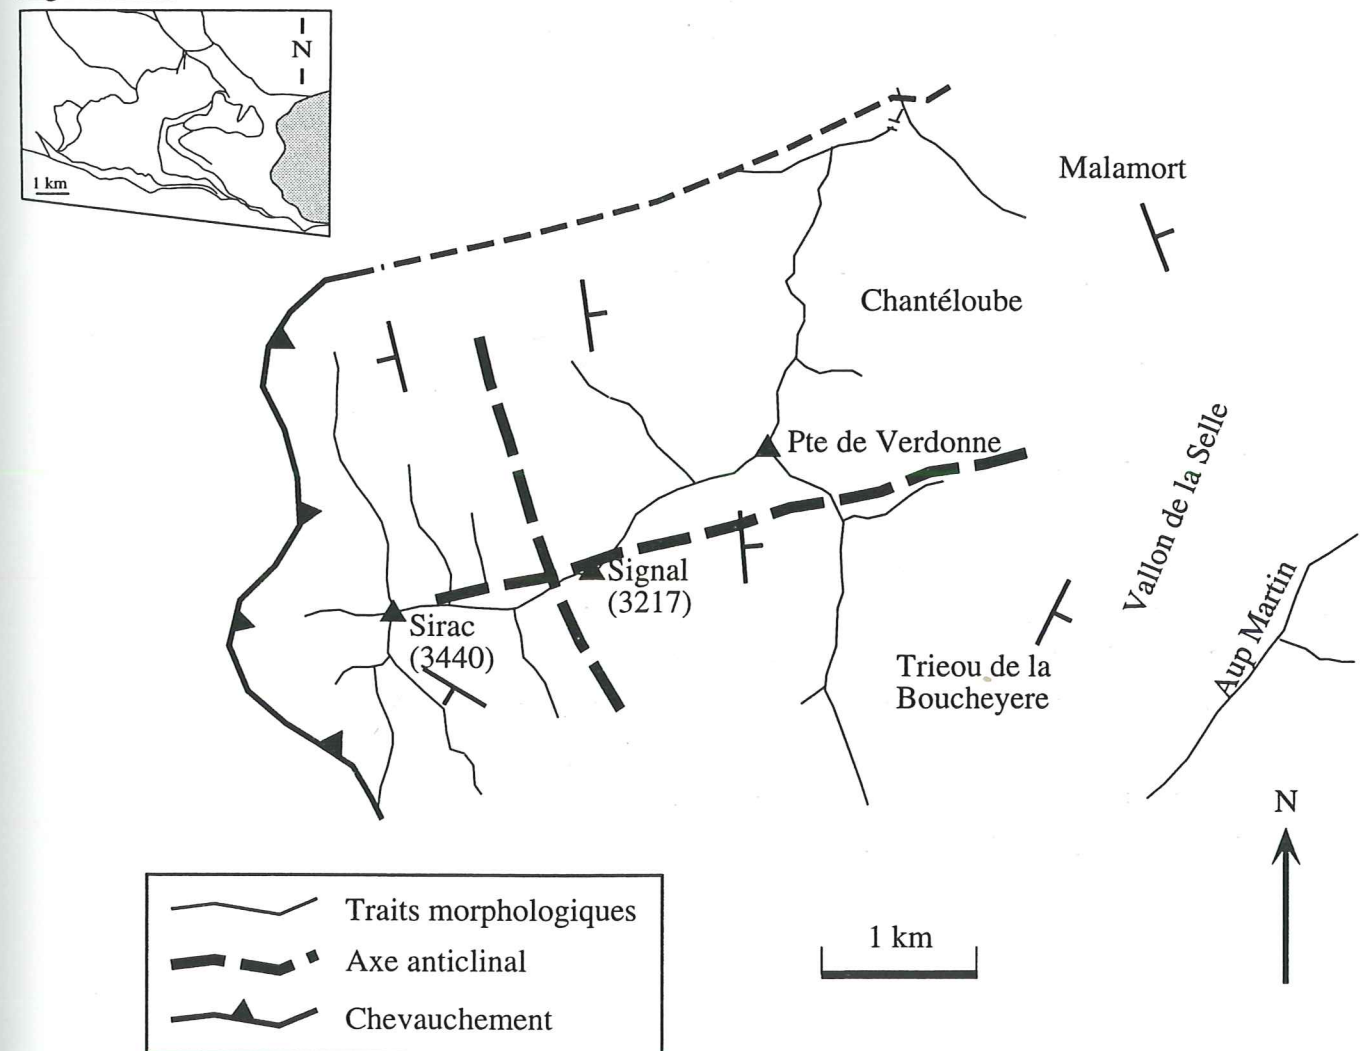 N
1 km
Malamort
Chantéloube
Pte de Verdonne
Vallon de la Selle
Signal
(3217)
Sirac
(3440)
Trieou de la
Boucheyere
Aup Martin
N
1 km
Traits morphologiques
Axe anticlinal
Chevauchement